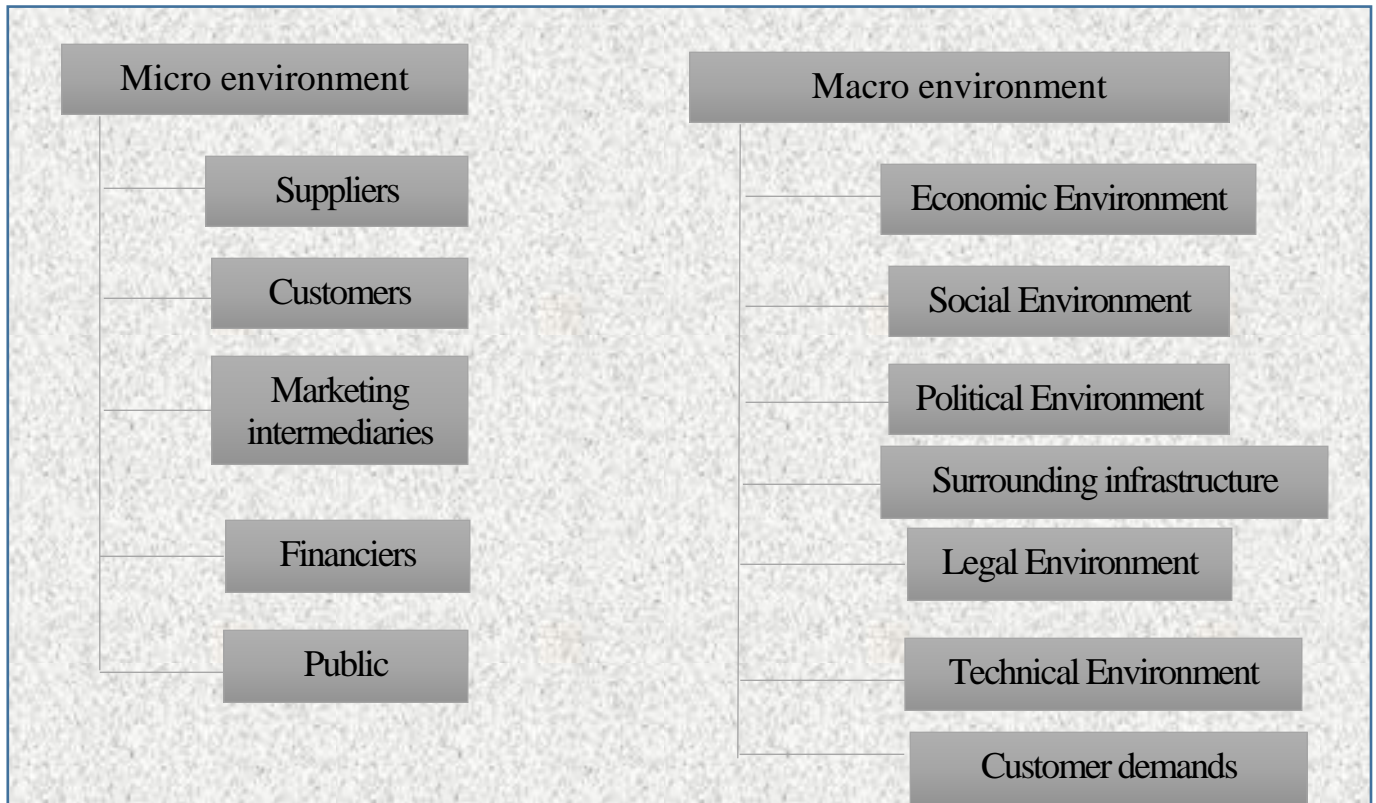 Micro environment
Suppliers
Customers
Marketing
intermediaries
Financiers
Public
Macro environment
Economic Environment
Social Environment
Political Environment
Surrounding infrastructure
Legal Environment
Technical Environment
Customer demands